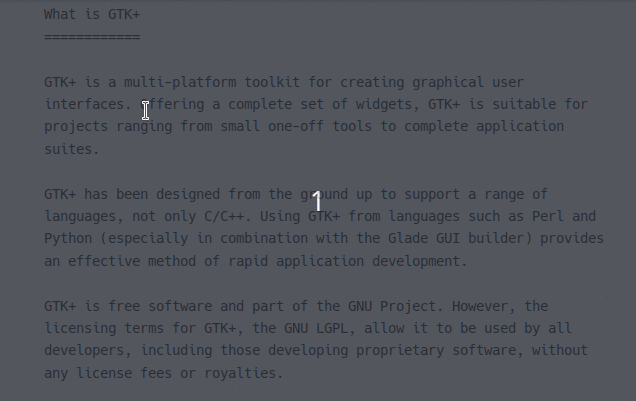 What is GTK+
============
GTK+ is a multi-platform toolkit for creating graphical user
interfaces. Offering a complete set of widgets, GTK+ is suitable for
projects ranging from small one-off tools to complete application
suites.
GTK+ has been designed from the ground up to support a range of
1
languages, not only C/C++. Using GTK+ from languages such as Perl and
Python (especially in combination with the Glade GUI builder) provides
an effective method of rapid application development.
GTK+ is free software and part of the GNU Project. However, the
licensing terms for GTK+, the GNU LGPL, allow it to be used by all
developers, including those developing proprietary software, without
any license fees or royalties.